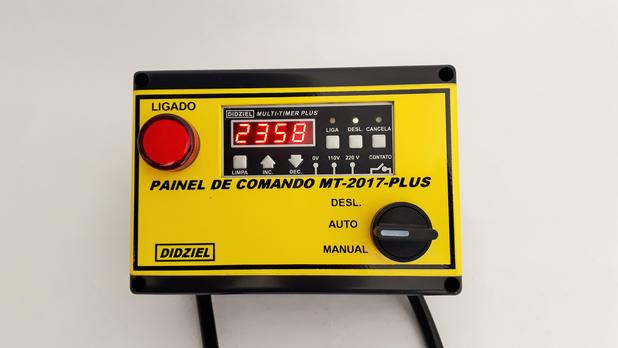 LIGADO
DIDZIEL MULTI-TIMER PLUS
2358
LIGA DESL. CANCELA
LIMPA INC. DEC. 0V 110V 220 V CONTATO
PAINEL DE COMANDO MT-2017-PLUS
DESL.
AUTO
MANUAL
DIDZIEL